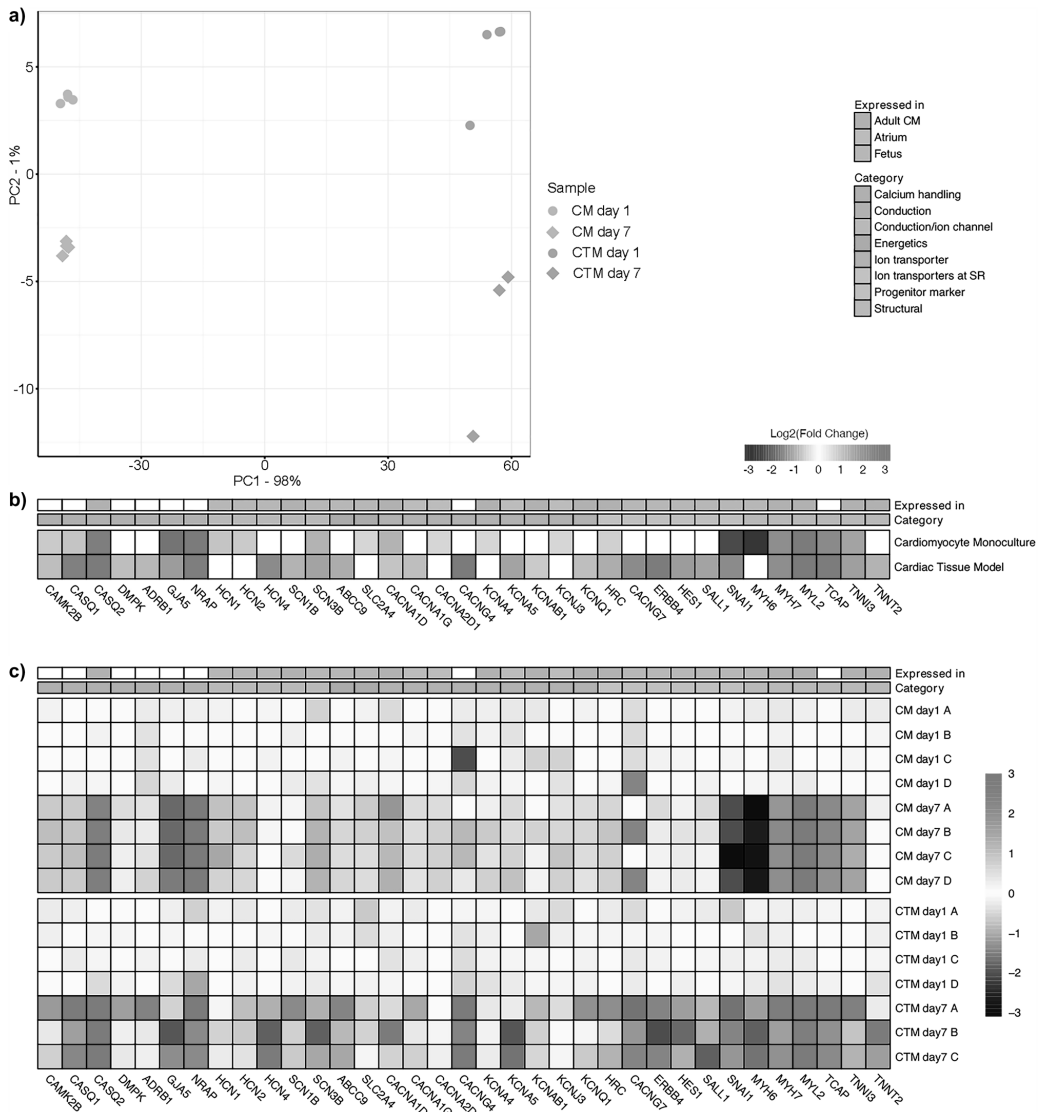 a)
5
0
-5
-10
PC2 - 1%
-30
0
30
60
PC1 - 98%
Sample
CM day 1
CM day 7
CTM day 1
CTM day 7
Expressed in
Adult CM
Atrium
Fetus
Category
Calcium handling
Conduction
Conduction/ion channel
Energetics
Ion transporter
Ion transporters at SR
Progenitor marker
Structural
Log2(Fold Change)
-3 -2 -1 0 1 2 3
b)
Expressed in
Category
Cardiomyocyte Monoculture
Cardiac Tissue Model
CAMK2B CASQ1 CASQ2 DMPK ADRB1 GJA5 NRAP HCN1 HCN2 HCN4 SCN1B SCN3B ABCC9 SLC2A4 CACNA1D CACNA1G CACNA2D1 CACNG4 KCNA4 KCNA5 KCNAB1 KCNJ3 KCNQ1 HRC CACNG7 ERBB4 HES1 SALL1 SNAI1 MYH6 MYH7 MYL2 TCAP TNNI3 TNNT2
c)
Expressed in
Category
CM day1 A
CM day1 B
CM day1 C
CM day1 D
CM day7 A
CM day7 B
CM day7 C
CM day7 D
CTM day1 A
CTM day1 B
CTM day1 C
CTM day1 D
CTM day7 A
CTM day7 B
CTM day7 C
3
2
1
0
−1
−2
−3
CAMK2B CASQ1 CASQ2 DMPK ADRB1 GJA5 NRAP HCN1 HCN2 HCN4 SCN1B SCN3B ABCC9 SLC2A4 CACNA1D CACNA1G CACNA2D CACNG4 KCNA4 KCNA5 KCNAB1 KCNJ3 KCNQ1 HRC CACNG7 ERBB4 HES1 SALL1 SNAI1 MYH6 MYH7 MYL2 TCAP TNNI3 TNNT2